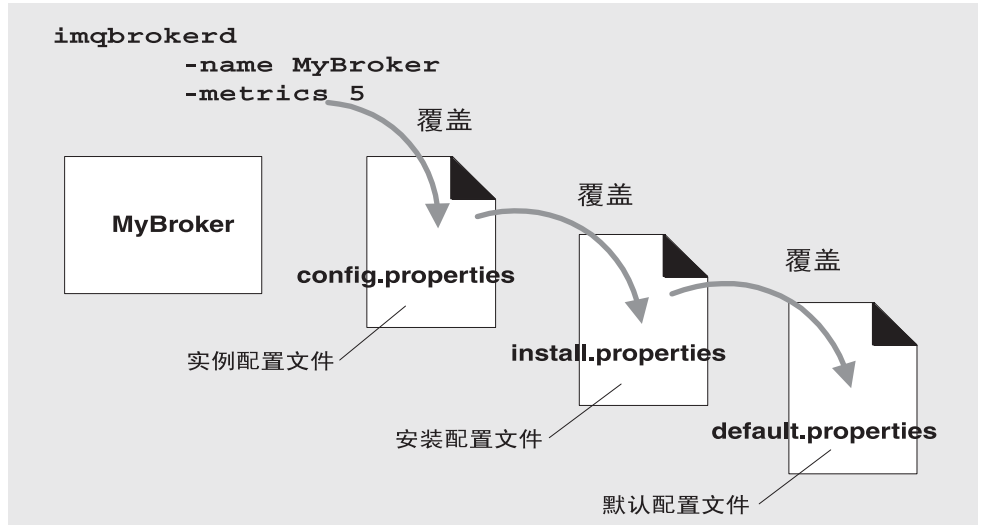 imqbrokerd
-name MyBroker
-metrics 5
覆盖
覆盖
MyBroker
覆盖
config.properties
install.properties
实例配置文件
default.properties
安装配置文件
默认配置文件